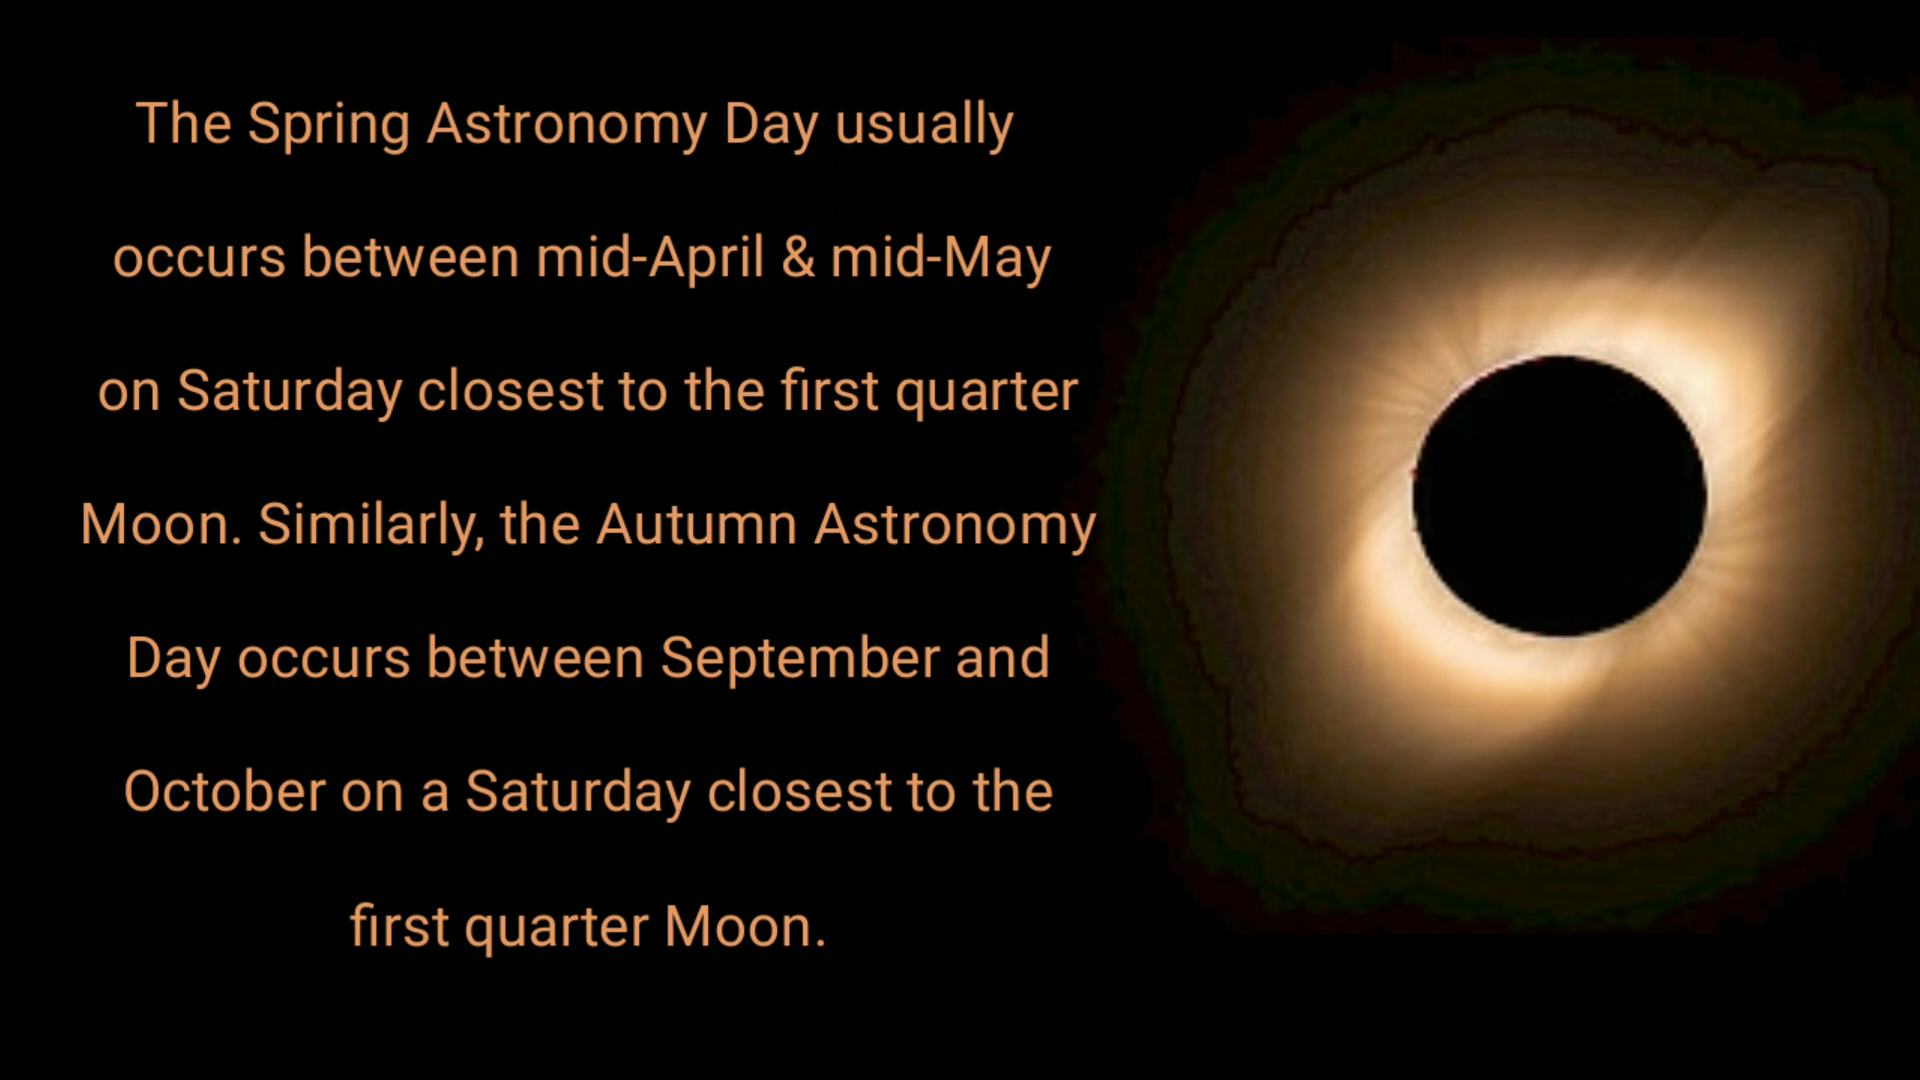 The Spring Astronomy Day usually
occurs between mid-April & mid-May
on Saturday closest to the first quarter
Moon. Similarly, the Autumn Astronomy
Day occurs between September and
October on a Saturday closest to the
first quarter Moon.